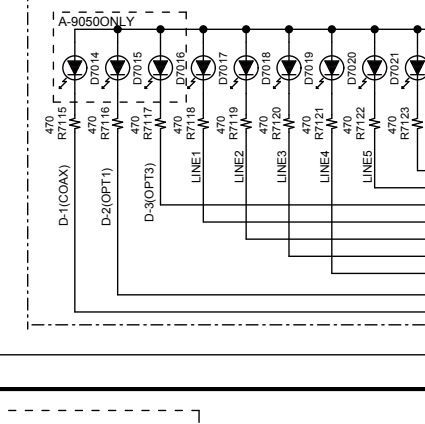 A-9050ONLY
D7014
D7015
D7016
D7017
D7018
D7019
D7020
D7021
470
R7115
470
R7116
470
R7117
470
R7118
470
R7119
470
R7120
470
R7121
470
R7122
470
R7123
D-1(COAX)
D-2(OPT1)
D-3(OPT3)
LINE1
LINE2
LINE3
LINE4
LINE5